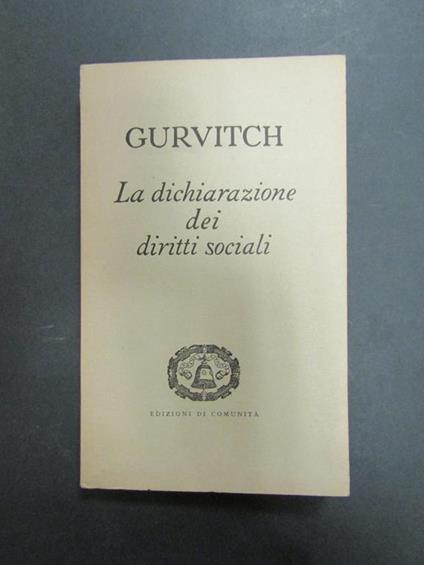 GURVITCH
La dichiarazione
dei
diritti sociali
EDIZIONI DI COMUNITÀ